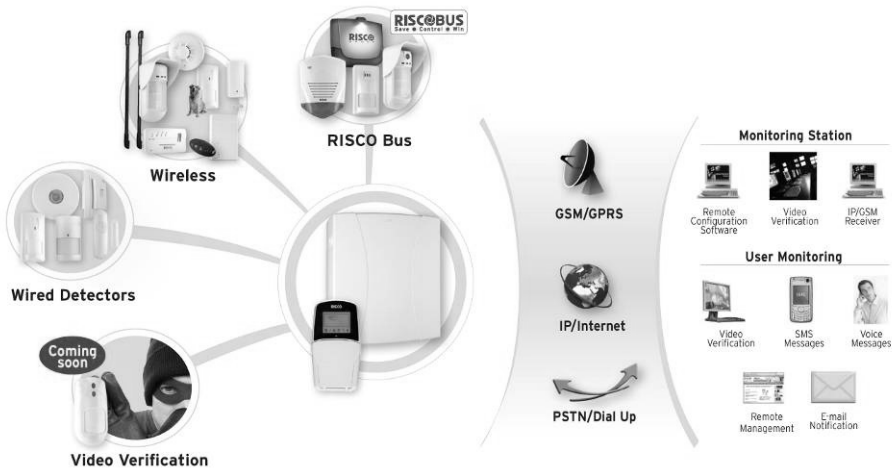 RISC@BUS
Save ● Control ● Win
RISCO
RISCO Bus
Wireless
Wired Detectors
Coming
soon
Video Verification
RISCO
GSM/GPRS
IP/Internet
PSTN/Dial Up
Monitoring Station
Remote
Configuration
Software
Video
Verification
IP/GSM
Receiver
User Monitoring
Video
Verification
SMS
Messages
Voice
Messages
Remote
Management
E-mail
Notification